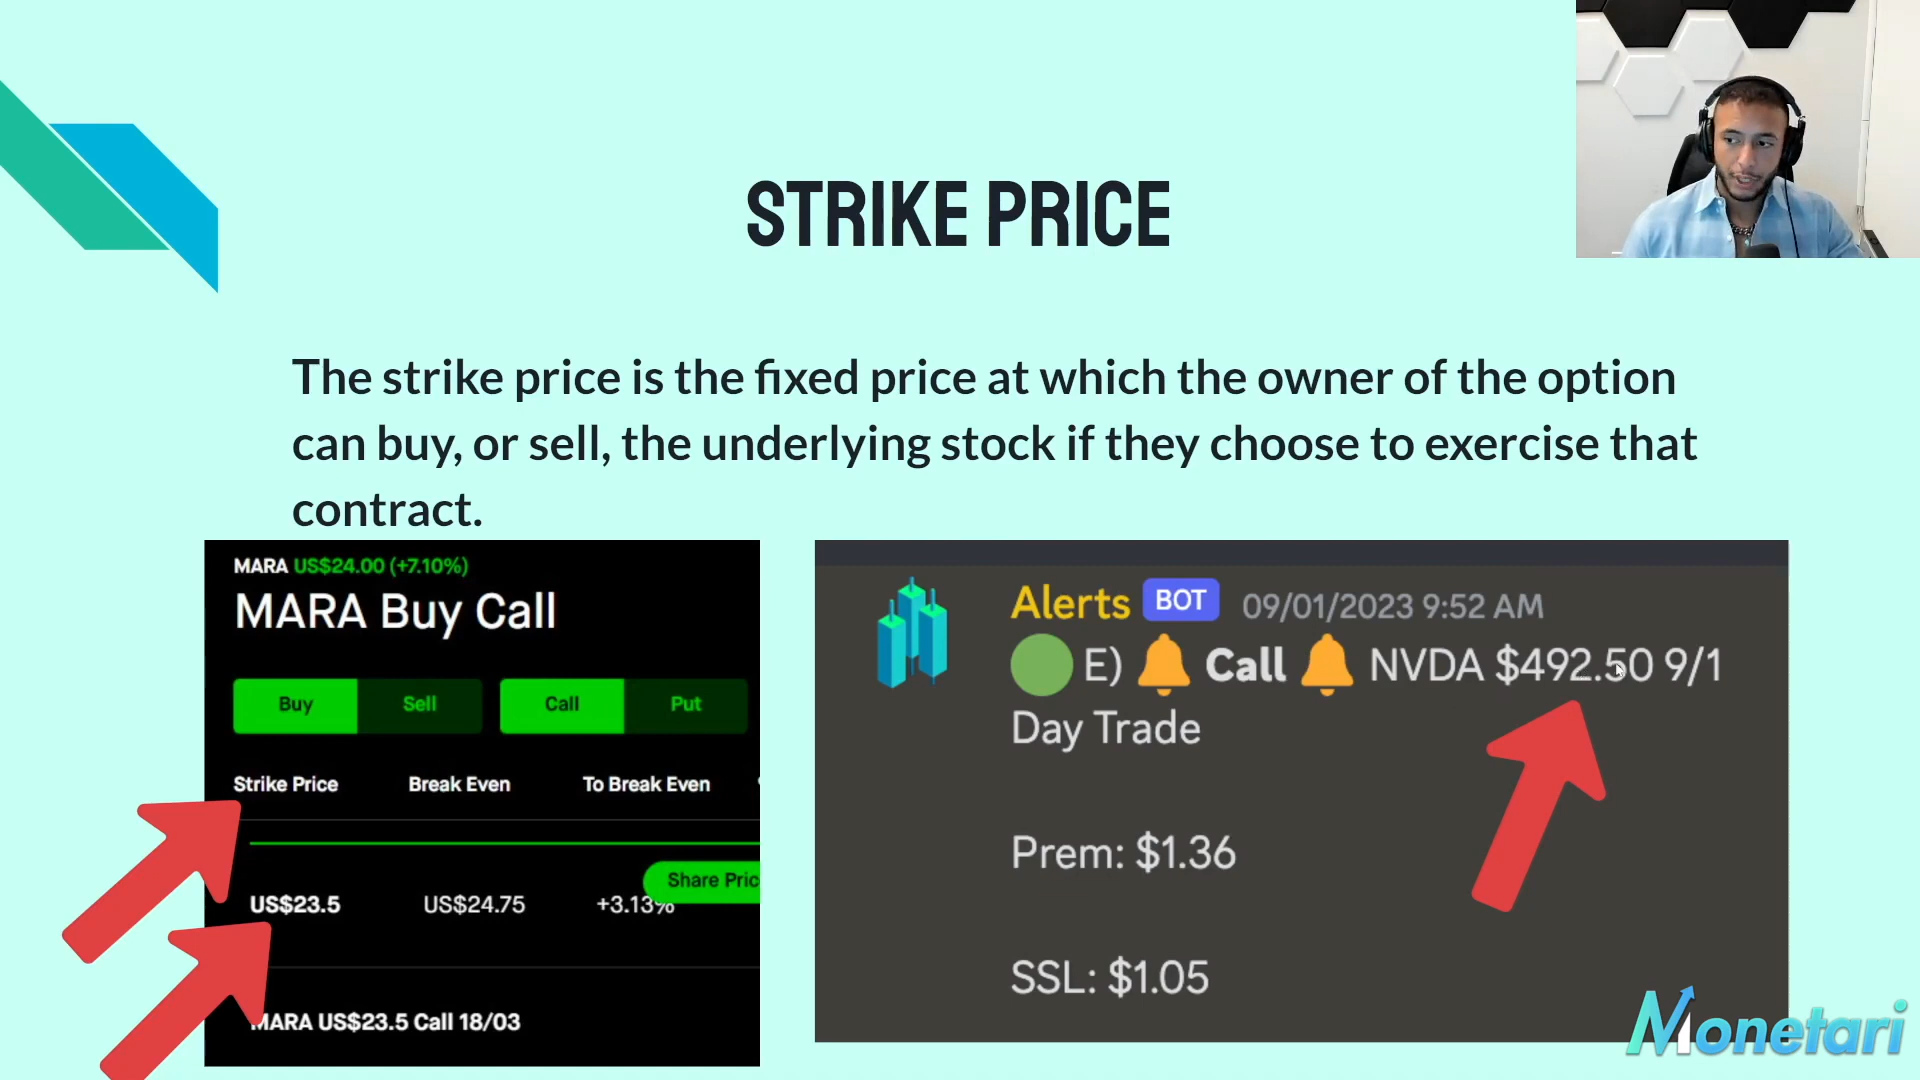 STRIKE PRICE
The strike price is the fixed price at which the owner of the option
can buy, or sell, the underlying stock if they choose to exercise that
contract.
MARA US$24.00 (+7.10%)
MARA Buy Call
Buy Sell Call Put
Strike Price Break Even To Break Even
Share Pric
US$23.5 US$24.75 +3.13%
MARA US$23.5 Call 18/03
Alerts BOT 09/01/2023 9:52 AM
E) Call NVDA $492.50 9/1
Day Trade
Prem: $1.36
SSL: $1.05
Monetari